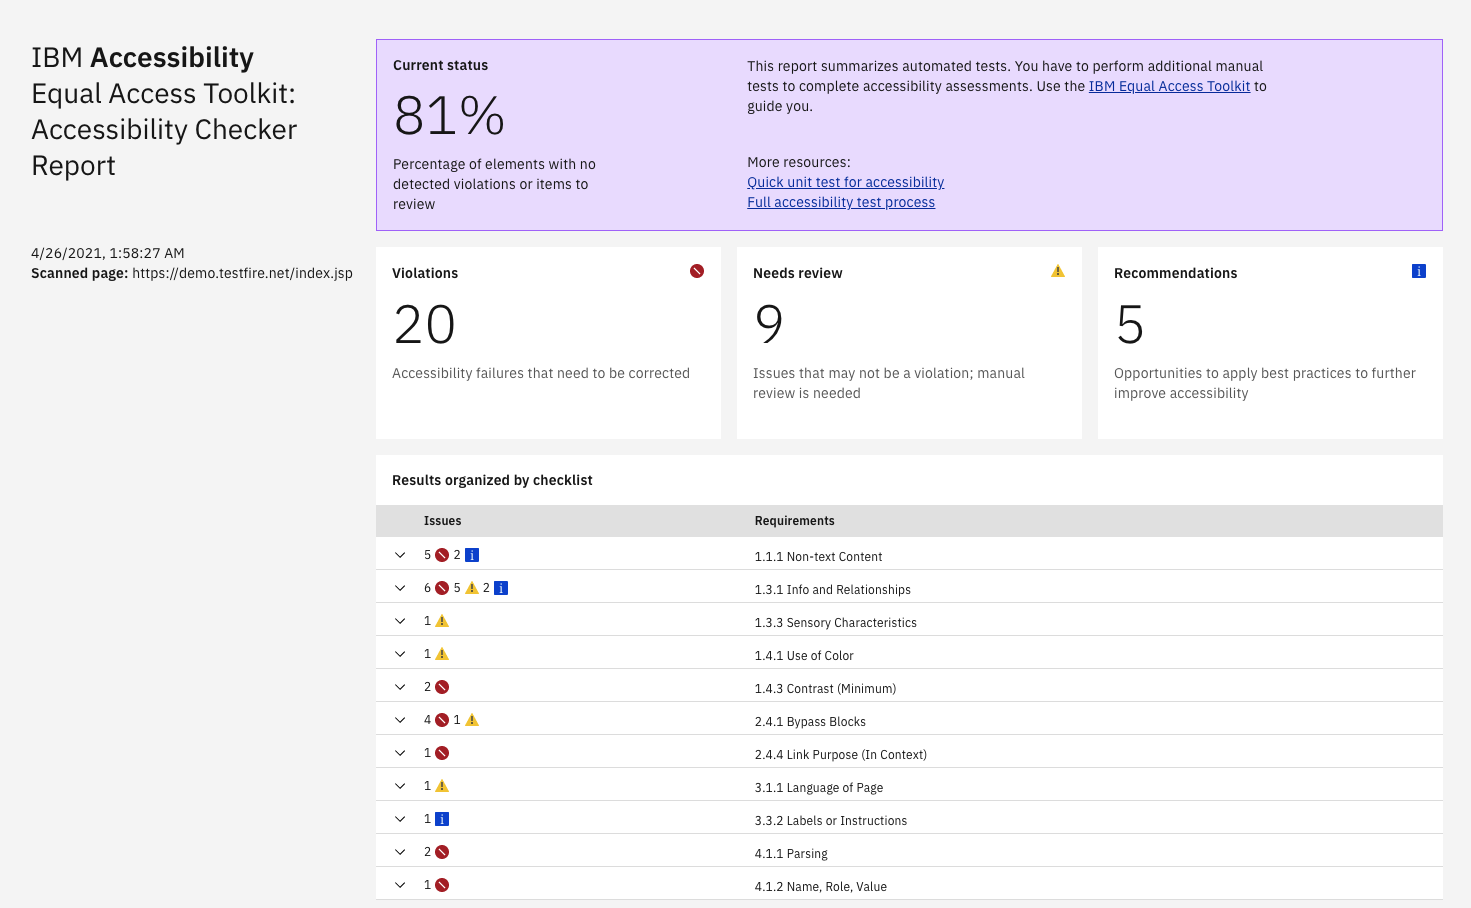 IBM Accessibility
Equal Access Toolkit:
Accessibility Checker
Report
4/26/2021, 1:58:27 AM
Scanned page: https://demo.testfire.net/index.jsp
Current status
81%
Percentage of elements with no
detected violations or items to
review
This report summarizes automated tests. You have to perform additional manual
tests to complete accessibility assessments. Use the IBM Equal Access Toolkit to
guide you.
More resources:
Quick unit test for accessibility
Full accessibility test process
Violations
20
Accessibility failures that need to be corrected
Needs review
9
Issues that may not be a violation; manual
review is needed
Recommendations
5
Opportunities to apply best practices to further
improve accessibility
Results organized by checklist
Issues Requirements
5 2 1.1.1 Non-text Content
6 5 2 1.3.1 Info and Relationships
1 1.3.3 Sensory Characteristics
1 1.4.1 Use of Color
2 1.4.3 Contrast (Minimum)
4 1 2.4.1 Bypass Blocks
1 2.4.4 Link Purpose (In Context)
1 3.1.1 Language of Page
1 3.3.2 Labels or Instructions
2 4.1.1 Parsing
1 4.1.2 Name, Role, Value